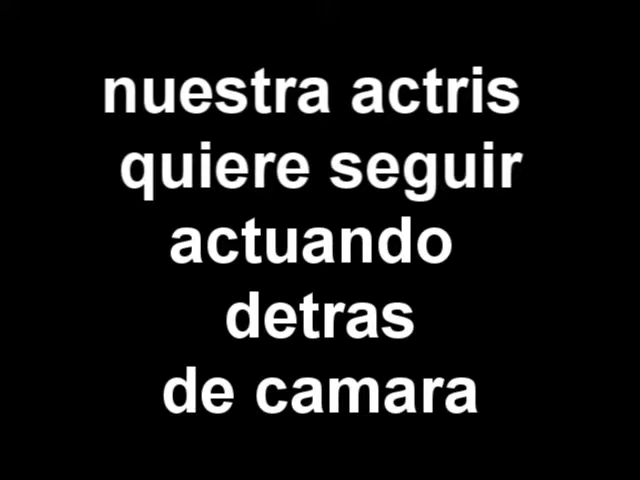 nuestra actris
quiere seguir
actuando
detras
de camara